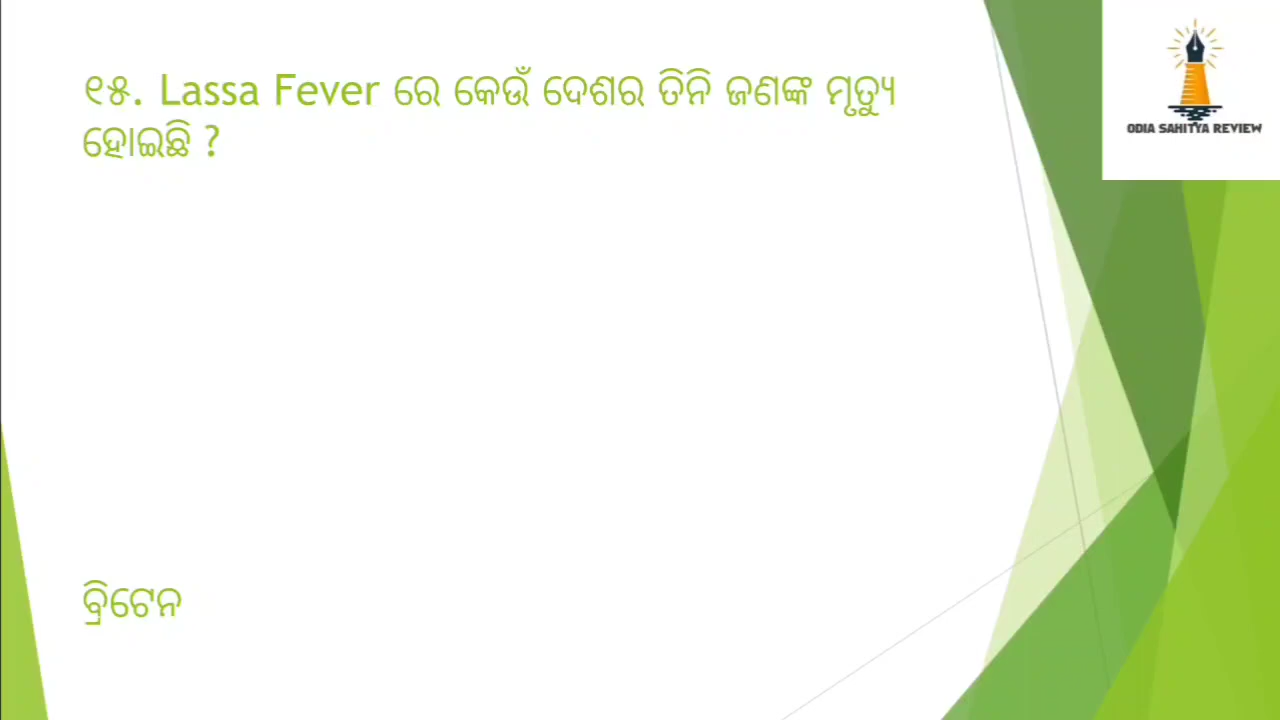 ୧୫. Lassa Fever ରେ କେଉଁ ଦେଶର ତିନି ଜଣଙ୍କ ମୃତ୍ୟୁ
ହୋଇଛି ?
ବ୍ରିଟେନ
ODIA SAHITYA REVIEW